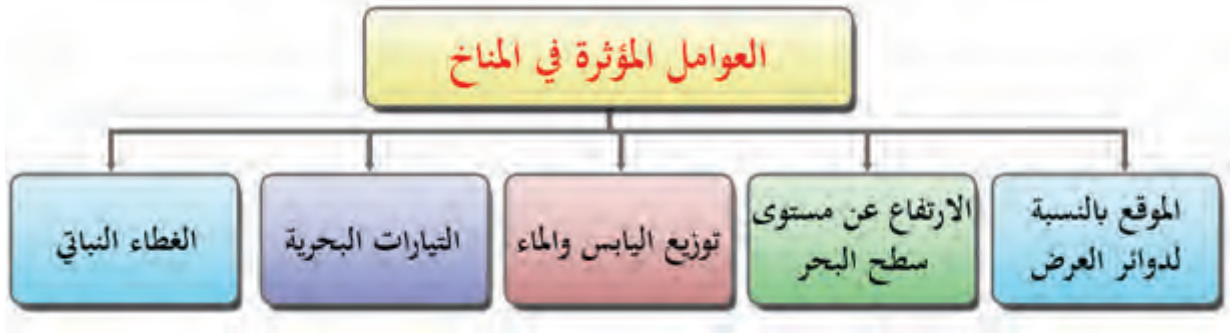 العوامل المؤثرة في المناخ
الموقع بالنسبة
لدوائر العرض
الارتفاع عن مستوى
سطح البحر
توزيع اليابس والماء
التيارات البحرية
الغطاء النباتي